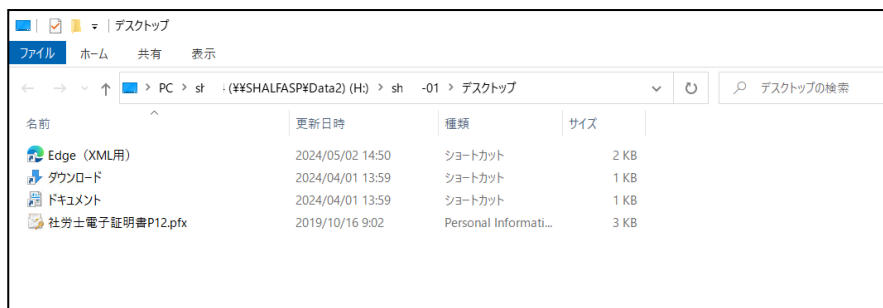 デスクトップ
ファイル ホーム 共有 表示
PC > sh (¥¥SHALFASP¥Data2) (H:) > sh -01 > デスクトップ デスクトップの検索
名前 更新日時 種類 サイズ
Edge（XML用） 2024/05/02 14:50 ショートカット 2 KB
ダウンロード 2024/04/01 13:59 ショートカット 1 KB
ドキュメント 2024/04/01 13:59 ショートカット 1 KB
社労士電子証明書P12.pfx 2019/10/16 9:02 Personal Informati... 3 KB